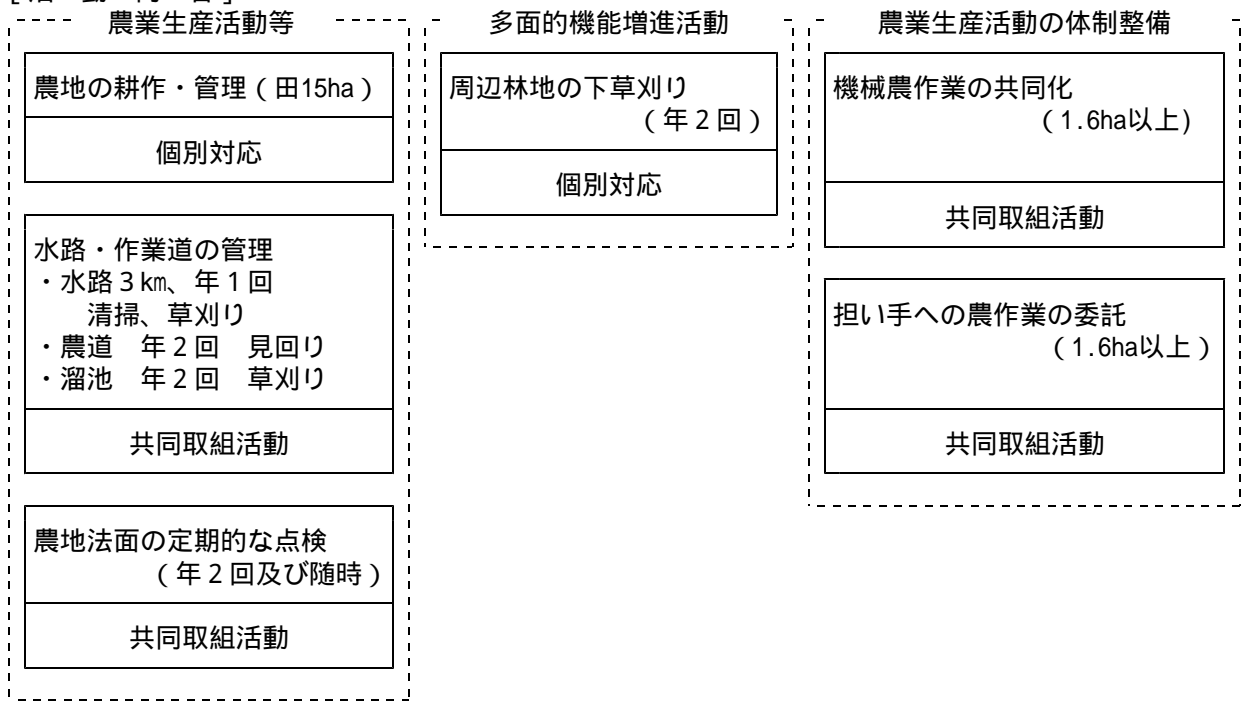 農業生産活動等
農地の耕作・管理(田15ha)
個別対応
水路・作業道の管理
・水路3㎞、年1回
清掃、草刈り
・農道 年2回 見回り
・溜池 年2回 草刈り
共同取組活動
農地法面の定期的な点検
(年2回及び随時)
共同取組活動
多面的機能増進活動
周辺林地の下草刈り
(年2回)
個別対応
農業生産活動の体制整備
機械農作業の共同化
(1.6ha以上)
共同取組活動
担い手への農作業の委託
(1.6ha以上)
共同取組活動